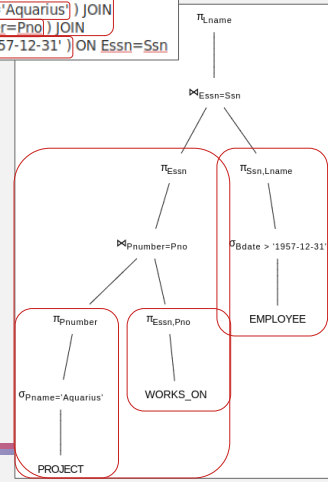 ='Aquarius' ) JOIN
r=Pno) JOIN
57-12-31' ) ON Essn=Ssn
πLname
⋈Essn=Ssn
πEssn πSsn,Lname
⋈Pnumber=Pno σBdate > '1957-12-31'
πPnumber πEssn,Pno EMPLOYEE
σPname='Aquarius' WORKS_ON
PROJECT